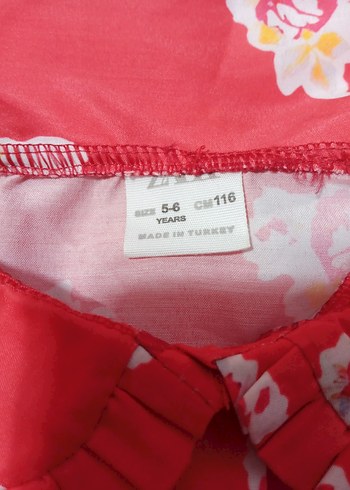 SIZE 5-6 CM 116
YEARS
MADE IN TURKEY